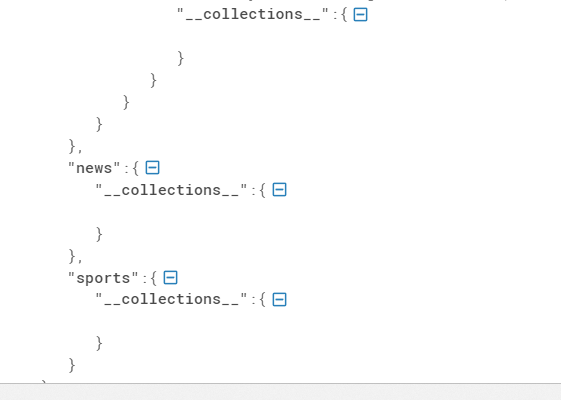 "__collections__":{
}
}
}
}
},
"news":{
"__collections__":{
}
},
"sports":{
"__collections__":{
}
}